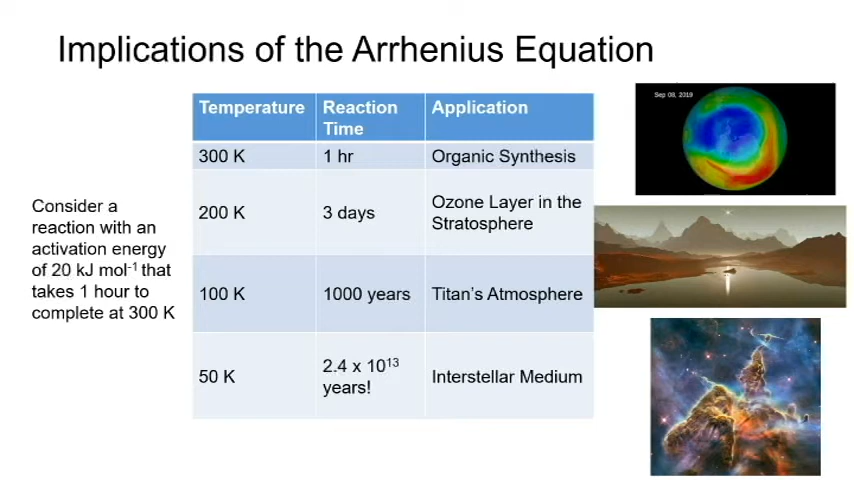 Implications of the Arrhenius Equation
Temperature Reaction Time Application
300 K 1 hr Organic Synthesis
200 K 3 days Ozone Layer in the Stratosphere
100 K 1000 years Titan's Atmosphere
50 K 2.4 x 10¹³ years! Interstellar Medium
Consider a
reaction with an
activation energy
of 20 kJ mol⁻¹ that
takes 1 hour to
complete at 300 K
Sep 08, 2019